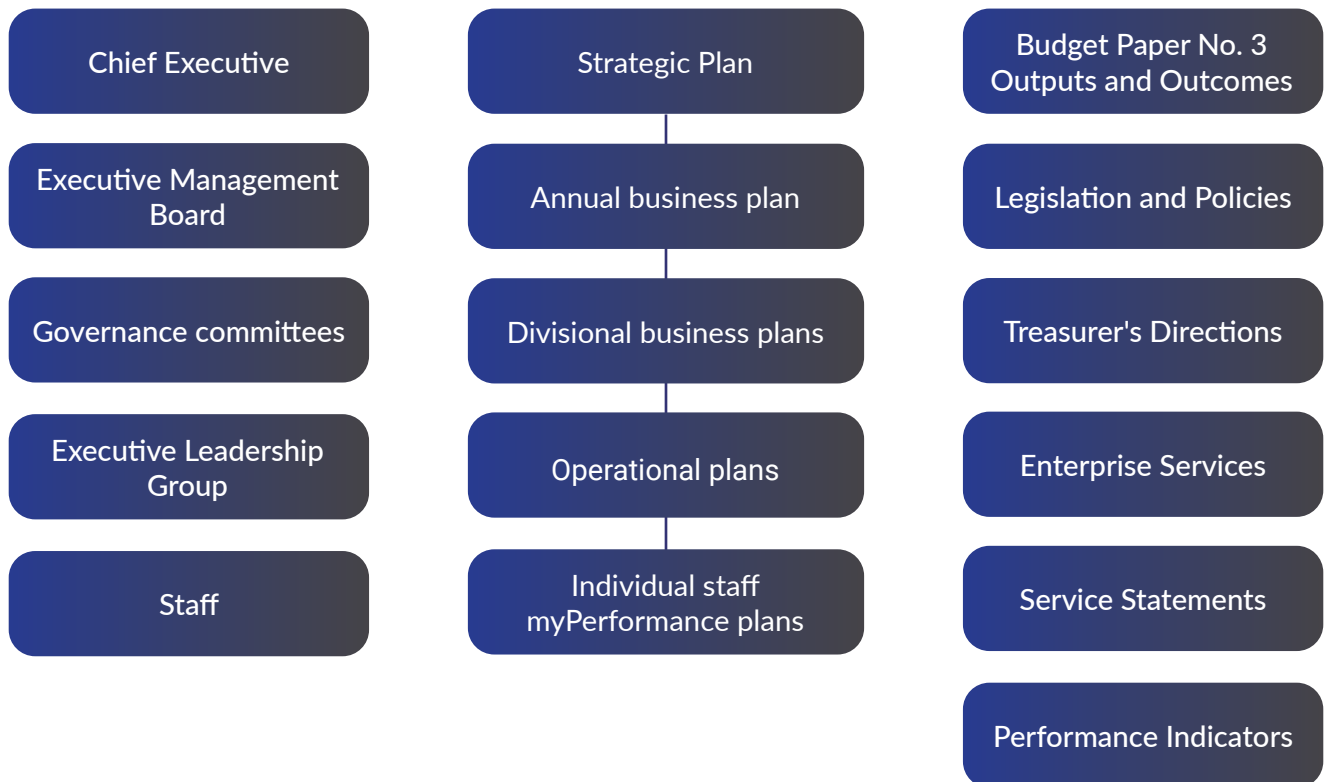 Chief Executive
Executive Management
Board
Governance committees
Executive Leadership
Group
Staff
Strategic Plan
Annual business plan
Divisional business plans
Operational plans
Individual staff
myPerformance plans
Budget Paper No. 3
Outputs and Outcomes
Legislation and Policies
Treasurer's Directions
Enterprise Services
Service Statements
Performance Indicators